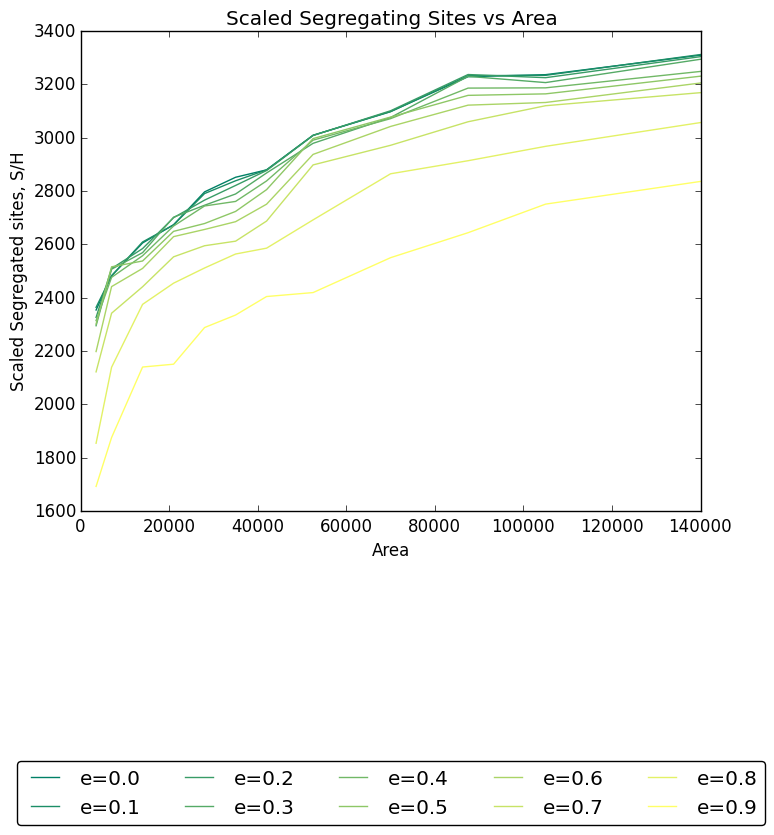 Scaled Segregating Sites vs Area
3400
3200
3000
2800
2600
2400
2200
2000
1800
1600
Scaled Segregated sites, S/H
0 20000 40000 60000 80000 100000 120000 140000
Area
e=0.0 e=0.2 e=0.4 e=0.6 e=0.8
e=0.1 e=0.3 e=0.5 e=0.7 e=0.9